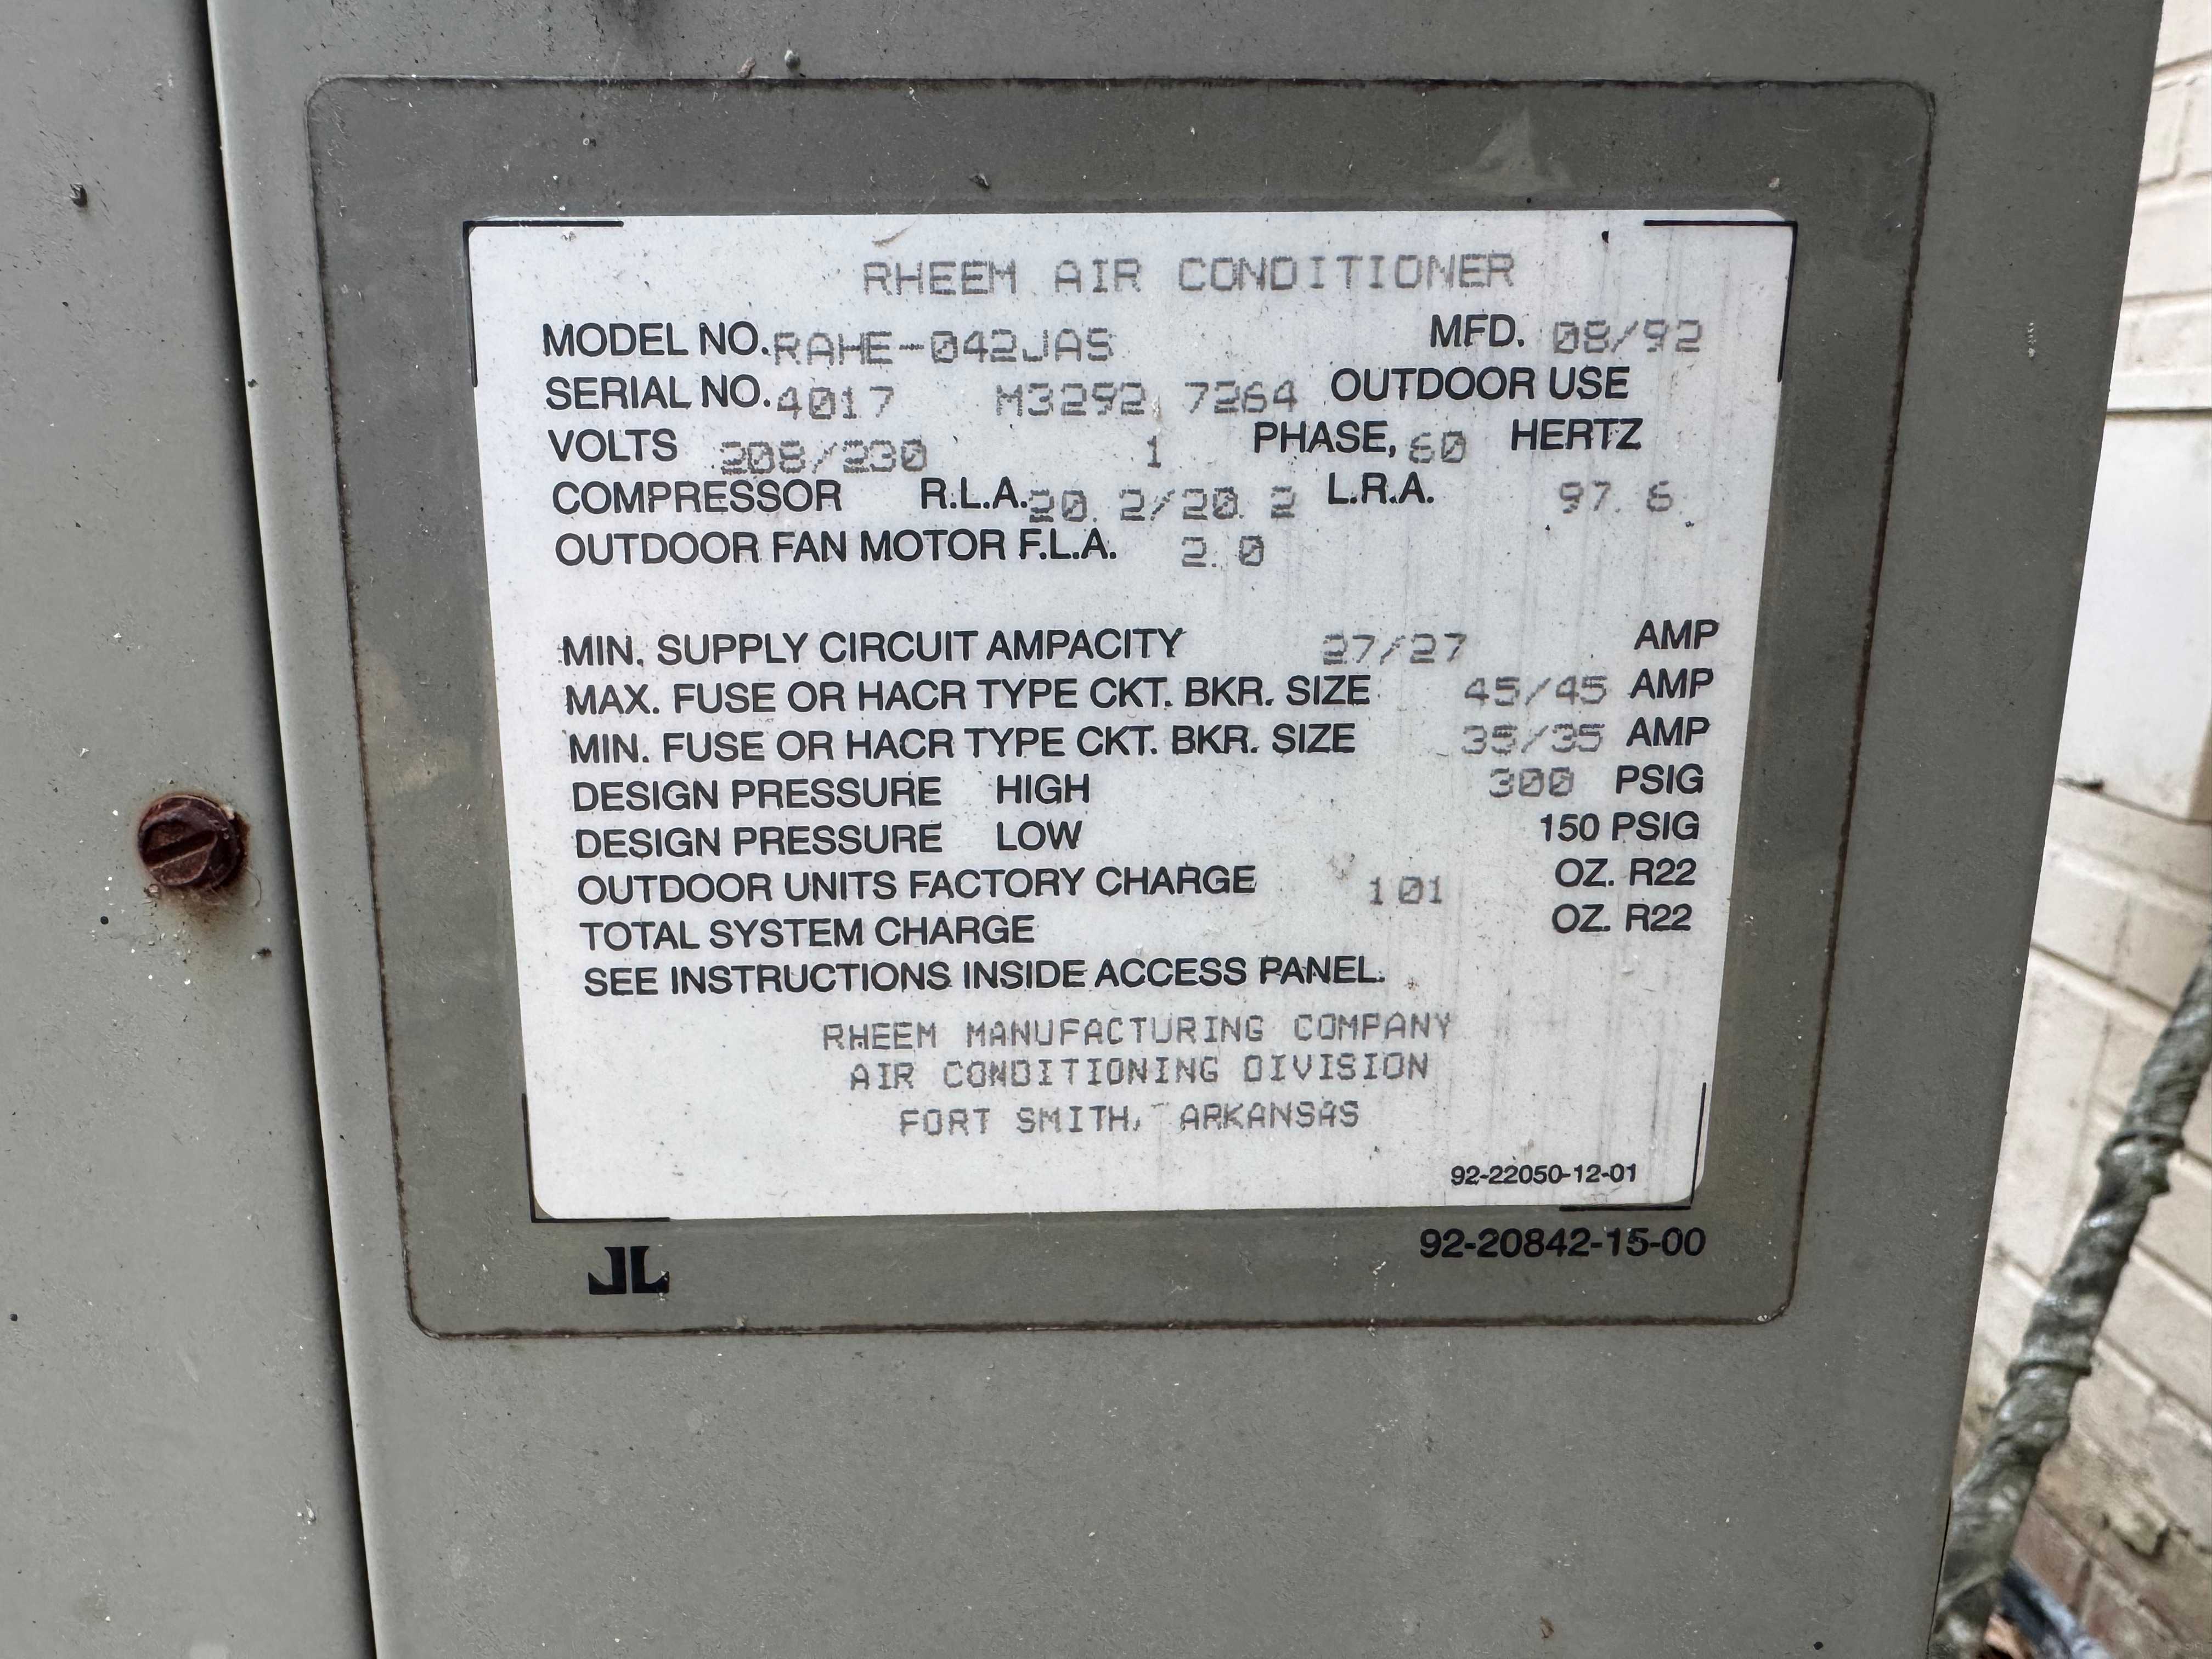 RHEEM AIR CONDITIONER
MODEL NO. RAHE-042JAS MFD. 08/92
SERIAL NO. 4017 M3292 7264 OUTDOOR USE
VOLTS 208/230 1 PHASE, 60 HERTZ
COMPRESSOR R.L.A. 20.2/20.2 L.R.A. 97.6
OUTDOOR FAN MOTOR F.L.A. 2.0
MIN. SUPPLY CIRCUIT AMPACITY 27/27 AMP
MAX. FUSE OR HACR TYPE CKT. BKR. SIZE 45/45 AMP
MIN. FUSE OR HACR TYPE CKT. BKR. SIZE 35/35 AMP
DESIGN PRESSURE HIGH 300 PSIG
DESIGN PRESSURE LOW 150 PSIG
OUTDOOR UNITS FACTORY CHARGE 101 OZ. R22
TOTAL SYSTEM CHARGE OZ. R22
SEE INSTRUCTIONS INSIDE ACCESS PANEL.
RHEEM MANUFACTURING COMPANY
AIR CONDITIONING DIVISION
FORT SMITH, ARKANSAS
92-22050-12-01
JL 92-20842-15-00